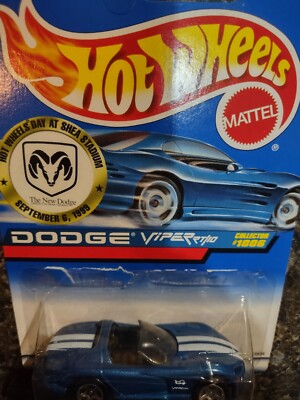 Hot Wheels
MATTEL
®
HOT WHEELS DAY AT SHEA STADIUM
The New Dodge
SEPTEMBER 6, 1999
DODGE® VIPER RT/10
COLLECTOR
#1006